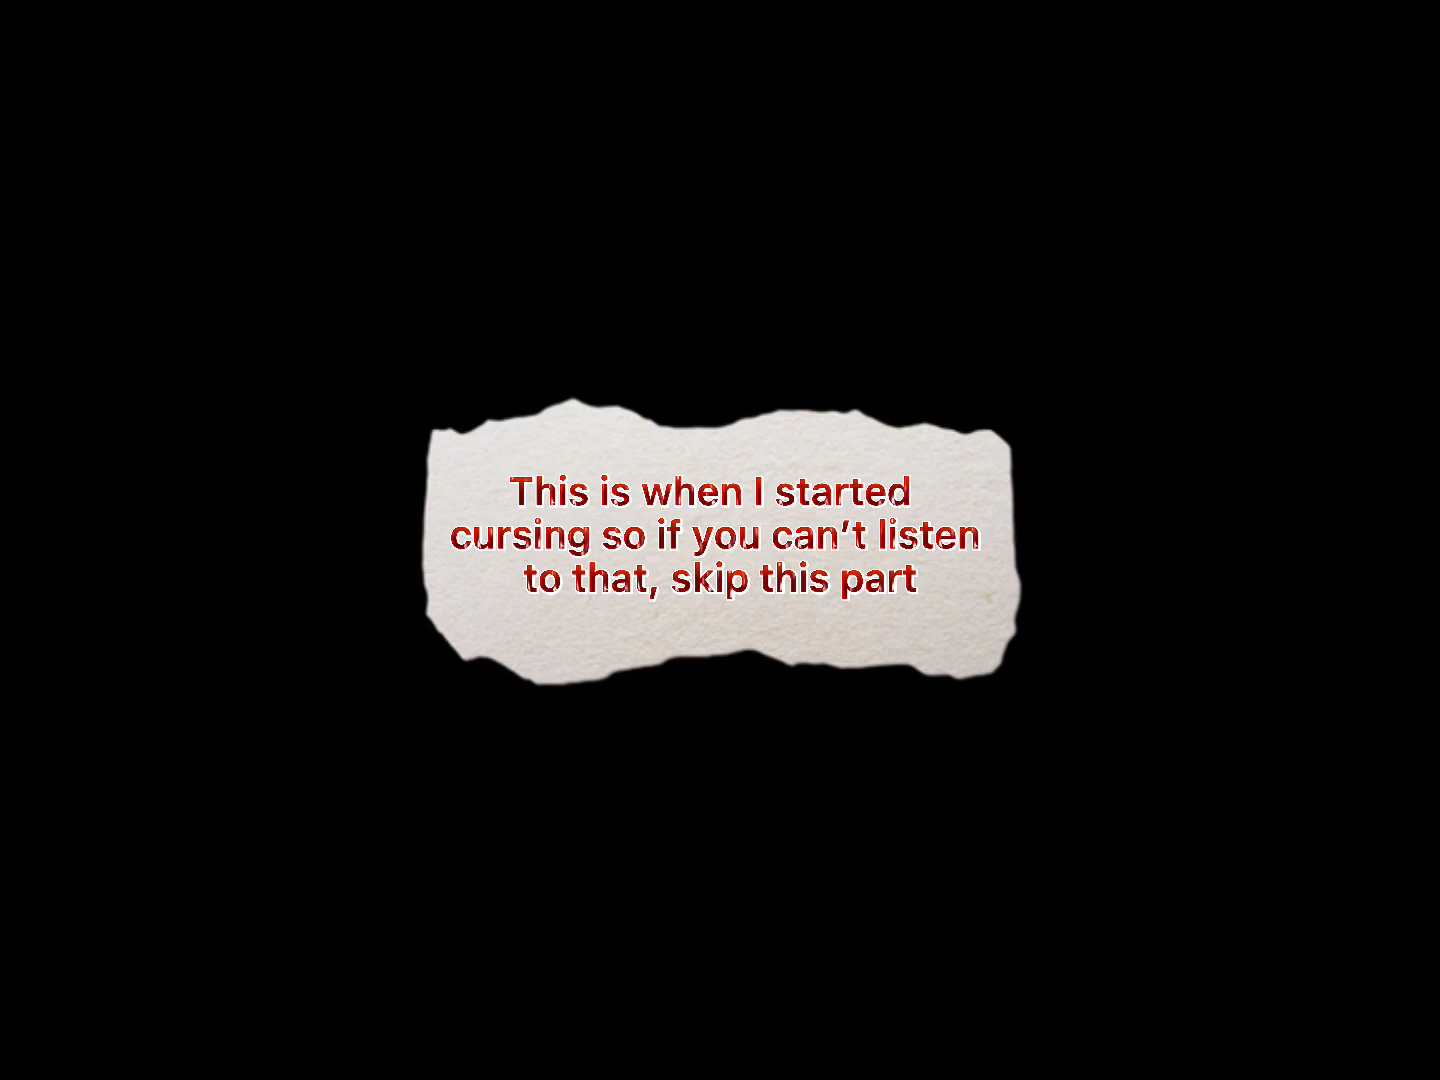 This is when I started
cursing so if you can’t listen
to that, skip this part